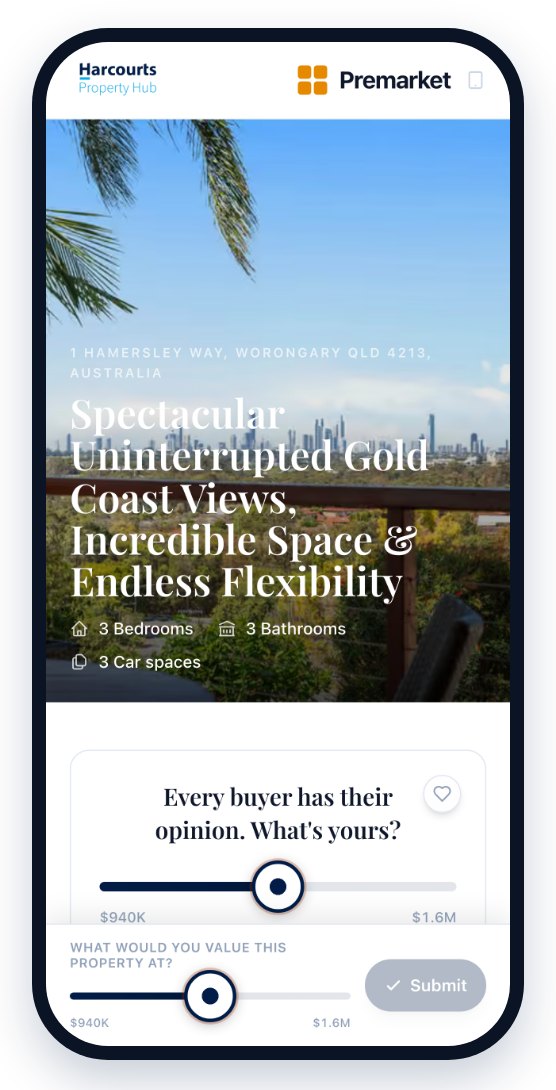 Harcourts
Property Hub
Premarket
1 HAMERSLEY WAY, WORONGARY QLD 4213,
AUSTRALIA
Spectacular
Uninterrupted Gold
Coast Views,
Incredible Space &
Endless Flexibility
3 Bedrooms
3 Bathrooms
3 Car spaces
Every buyer has their
opinion. What's yours?
$940K
$1.6M
WHAT WOULD YOU VALUE THIS
PROPERTY AT?
$940K
$1.6M
Submit